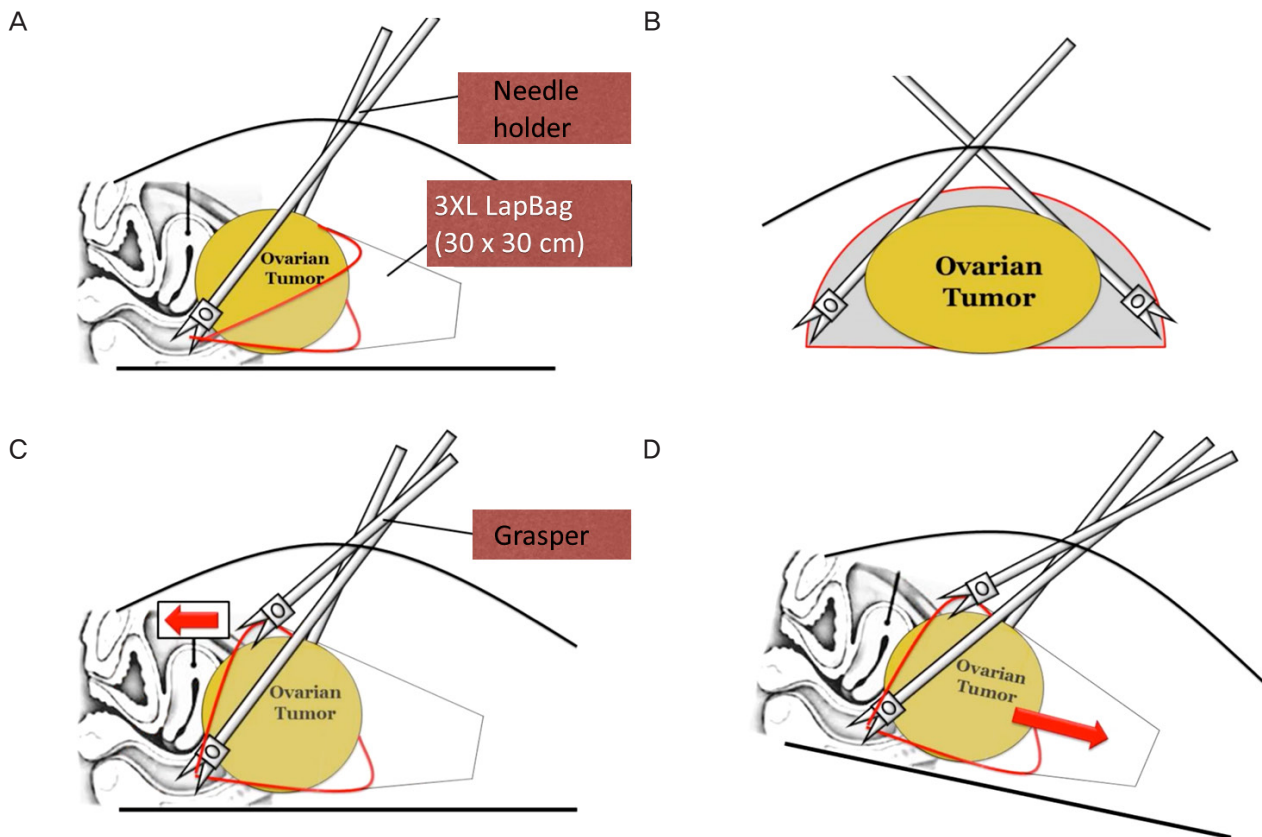 A
Needle
holder
3XL LapBag
(30 x 30 cm)
Ovarian
Tumor
B
Ovarian
Tumor
C
Grasper
Ovarian
Tumor
D
Ovarian
Tumor